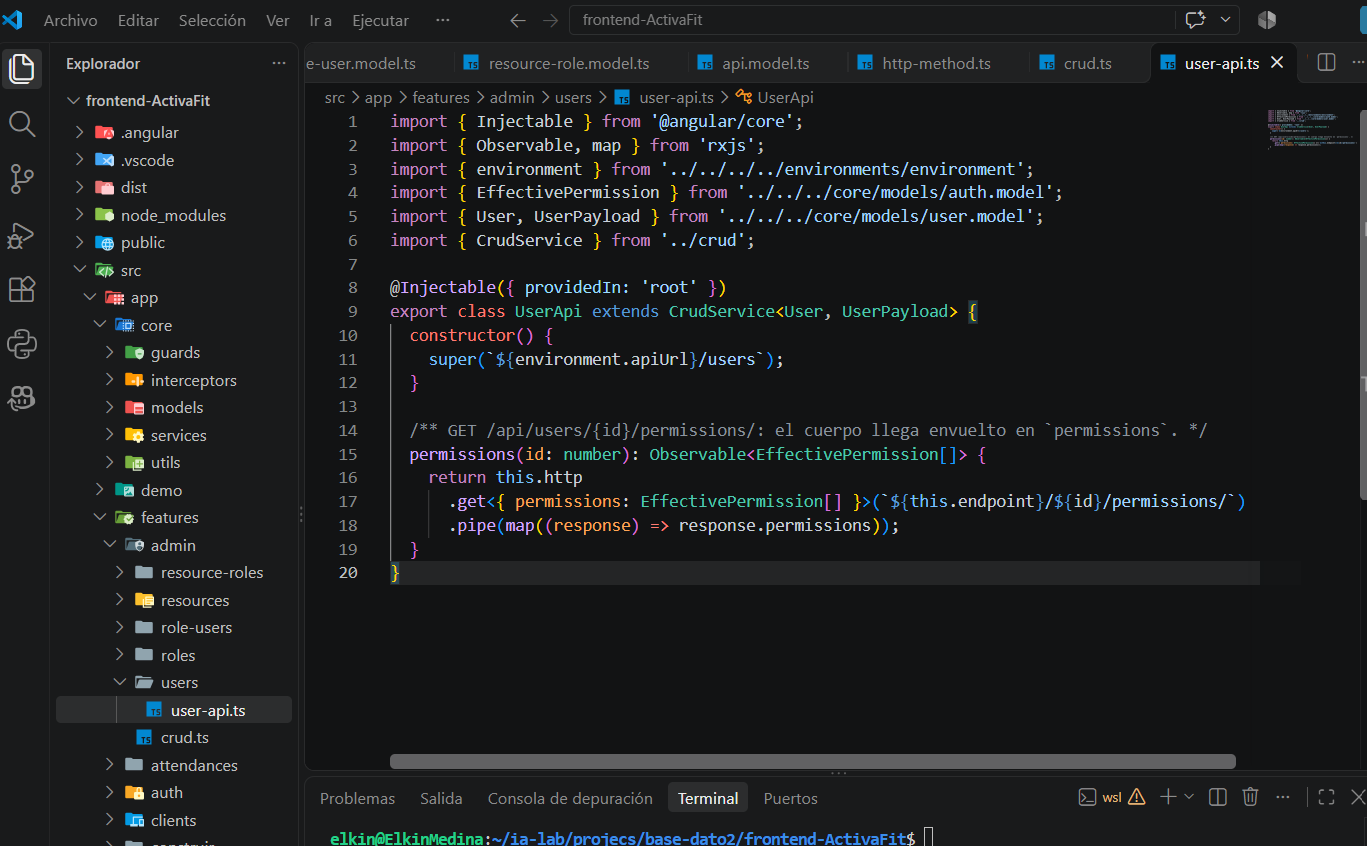 Archivo Editar Selección Ver Ir a Ejecutar ··· frontend-ActivaFit
Explorador ···
frontend-ActivaFit
.angular
.vscode
dist
node_modules
public
src
app
core
guards
interceptors
models
services
utils
demo
features
admin
resource-roles
resources
role-users
roles
users
user-api.ts
crud.ts
attendances
auth
clients
e-user.model.ts resource-role.model.ts api.model.ts http-method.ts crud.ts user-api.ts
src > app > features > admin > users > user-api.ts > UserApi
1 import { Injectable } from '@angular/core';
2 import { Observable, map } from 'rxjs';
3 import { environment } from '../../../../environments/environment';
4 import { EffectivePermission } from '../../../core/models/auth.model';
5 import { User, UserPayload } from '../../../core/models/user.model';
6 import { CrudService } from '../crud';
7
8 @Injectable({ providedIn: 'root' })
9 export class UserApi extends CrudService<User, UserPayload> {
10   constructor() {
11     super(`${environment.apiUrl}/users`);
12   }
13
14   /** GET /api/users/{id}/permissions/: el cuerpo llega envuelto en `permissions`. */
15   permissions(id: number): Observable<EffectivePermission[]> {
16     return this.http
17       .get<{ permissions: EffectivePermission[] }>(`${this.endpoint}/${id}/permissions/`)
18       .pipe(map((response) => response.permissions));
19   }
20 }
Problemas Salida Consola de depuración Terminal Puertos wsl
elkin@ElkinMedina:~/ia-lab/projecs/base-dato2/frontend-ActivaFit$